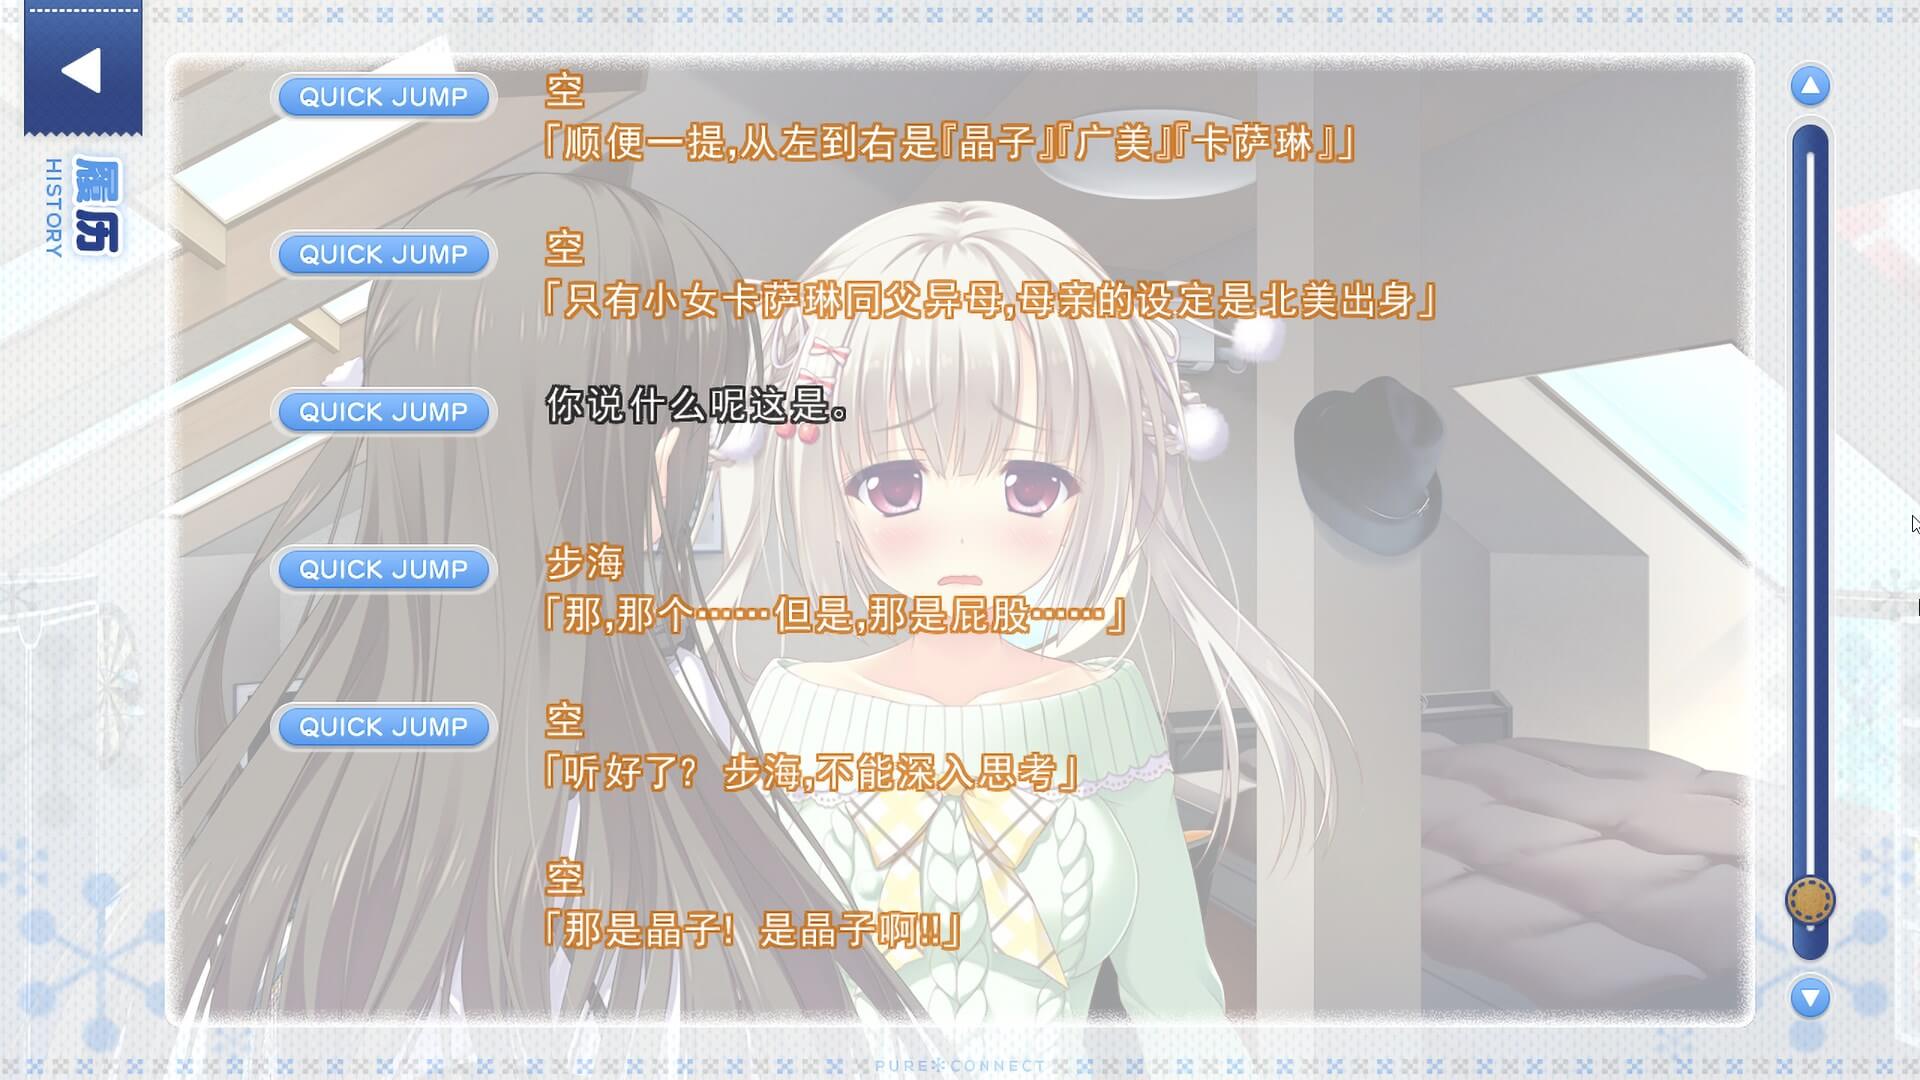 履历
HISTORY
QUICK JUMP
空
「顺便一提,从左到右是『晶子』『广美』『卡萨琳』」
QUICK JUMP
空
「只有小女卡萨琳同父异母,母亲的设定是北美出身」
QUICK JUMP
你说什么呢这是。
QUICK JUMP
步海
「那,那个……但是,那是屁股……」
QUICK JUMP
空
「听好了? 步海,不能深入思考」
空
「那是晶子! 是晶子啊!!」
PURE CONNECT